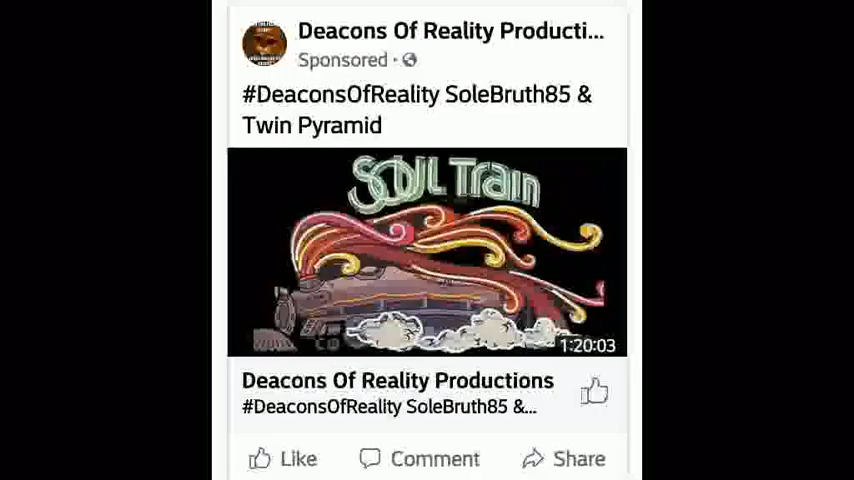 Deacons Of Reality Producti...
Sponsored ·
#DeaconsOfReality SoleBruth85 &
Twin Pyramid
SOUL Train
1:20:03
Deacons Of Reality Productions
#DeaconsOfReality SoleBruth85 &...
Like Comment Share